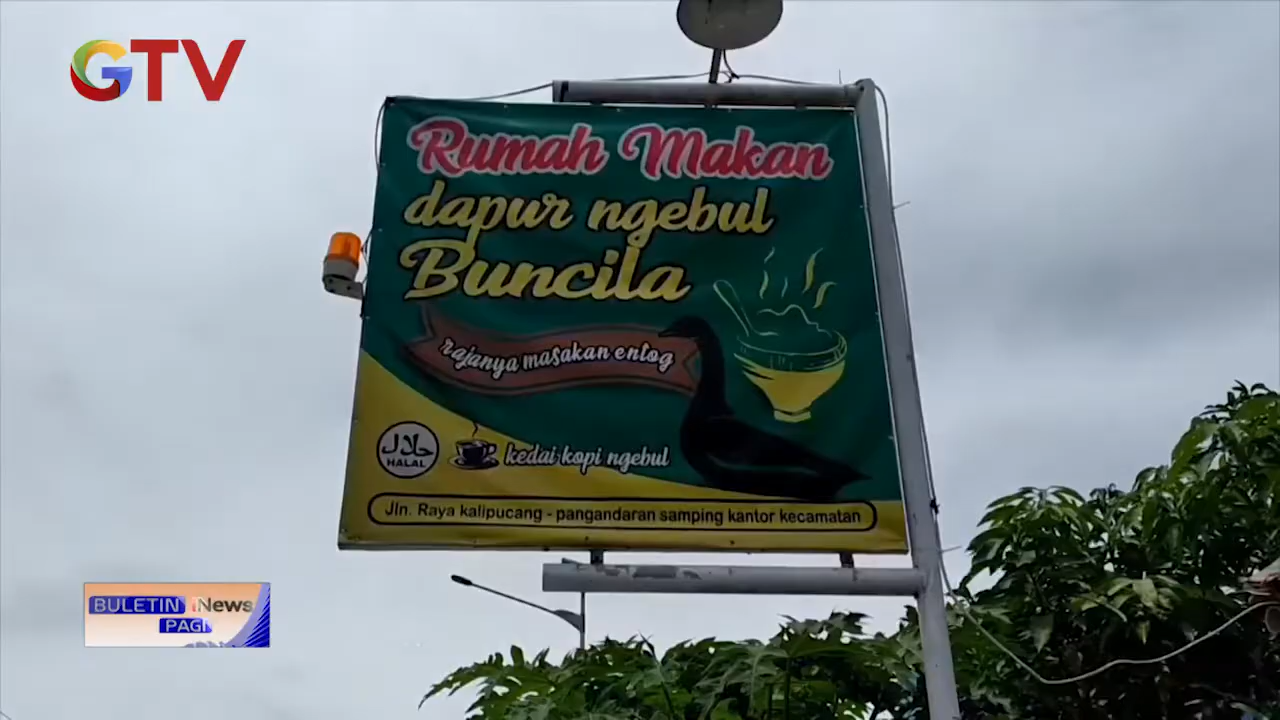 GTV
Rumah Makan
dapur ngebul
Buncila
rajanya masakan entog
حلال
HALAL
kedai kopi ngebul
Jln. Raya kalipucang - pangandaran samping kantor kecamatan
BULETIN iNews
PAGI